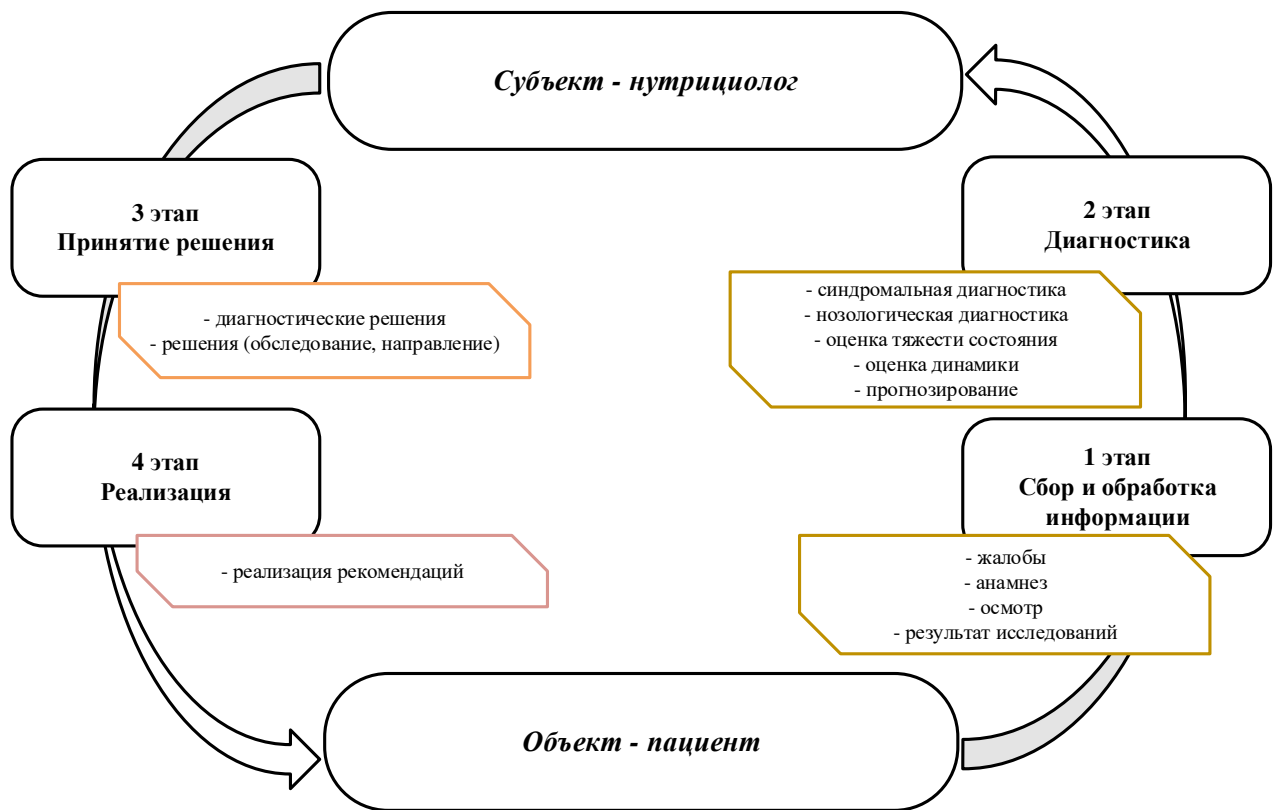 Субъект - нутрициолог
3 этап
Принятие решения
- диагностические решения
- решения (обследование, направление)
2 этап
Диагностика
- синдромальная диагностика
- нозологическая диагностика
- оценка тяжести состояния
- оценка динамики
- прогнозирование
4 этап
Реализация
- реализация рекомендаций
1 этап
Сбор и обработка
информации
- жалобы
- анамнез
- осмотр
- результат исследований
Объект - пациент